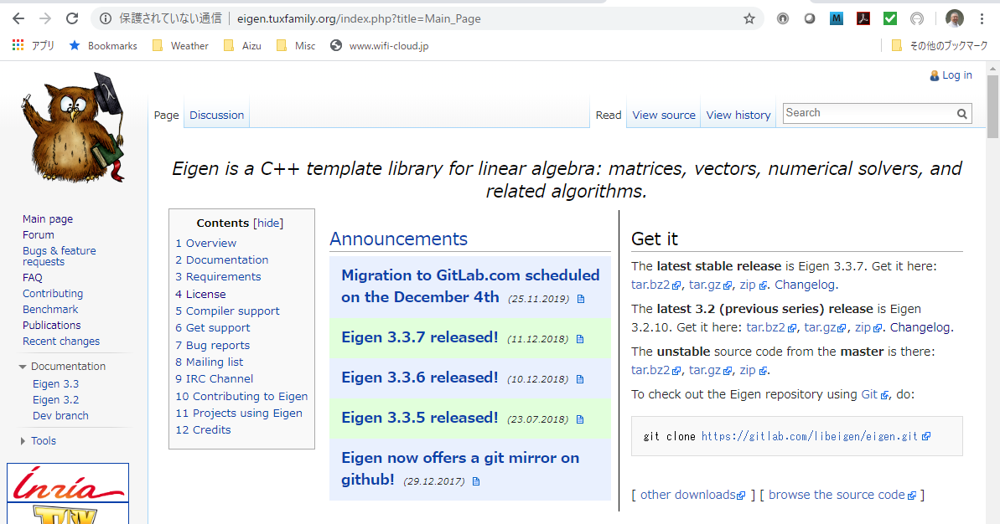 保護されていない通信 | eigen.tuxfamily.org/index.php?title=Main_Page
アプリ Bookmarks Weather Aizu Misc www.wifi-cloud.jp その他のブックマーク
Log in
Page Discussion Read View source View history Search
Eigen is a C++ template library for linear algebra: matrices, vectors, numerical solvers, and
related algorithms.
Main page
Forum
Bugs & feature
requests
FAQ
Contributing
Benchmark
Publications
Recent changes
Documentation
Eigen 3.3
Eigen 3.2
Dev branch
Tools
Inria
Contents [hide]
1 Overview
2 Documentation
3 Requirements
4 License
5 Compiler support
6 Get support
7 Bug reports
8 Mailing list
9 IRC Channel
10 Contributing to Eigen
11 Projects using Eigen
12 Credits
Announcements
Migration to GitLab.com scheduled
on the December 4th (25.11.2019)
Eigen 3.3.7 released! (11.12.2018)
Eigen 3.3.6 released! (10.12.2018)
Eigen 3.3.5 released! (23.07.2018)
Eigen now offers a git mirror on
github! (29.12.2017)
Get it
The latest stable release is Eigen 3.3.7. Get it here:
tar.bz2, tar.gz, zip. Changelog.
The latest 3.2 (previous series) release is Eigen
3.2.10. Get it here: tar.bz2, tar.gz, zip. Changelog.
The unstable source code from the master is there:
tar.bz2, tar.gz, zip.
To check out the Eigen repository using Git, do:
git clone https://gitlab.com/libeigen/eigen.git
[ other downloads ] [ browse the source code ]